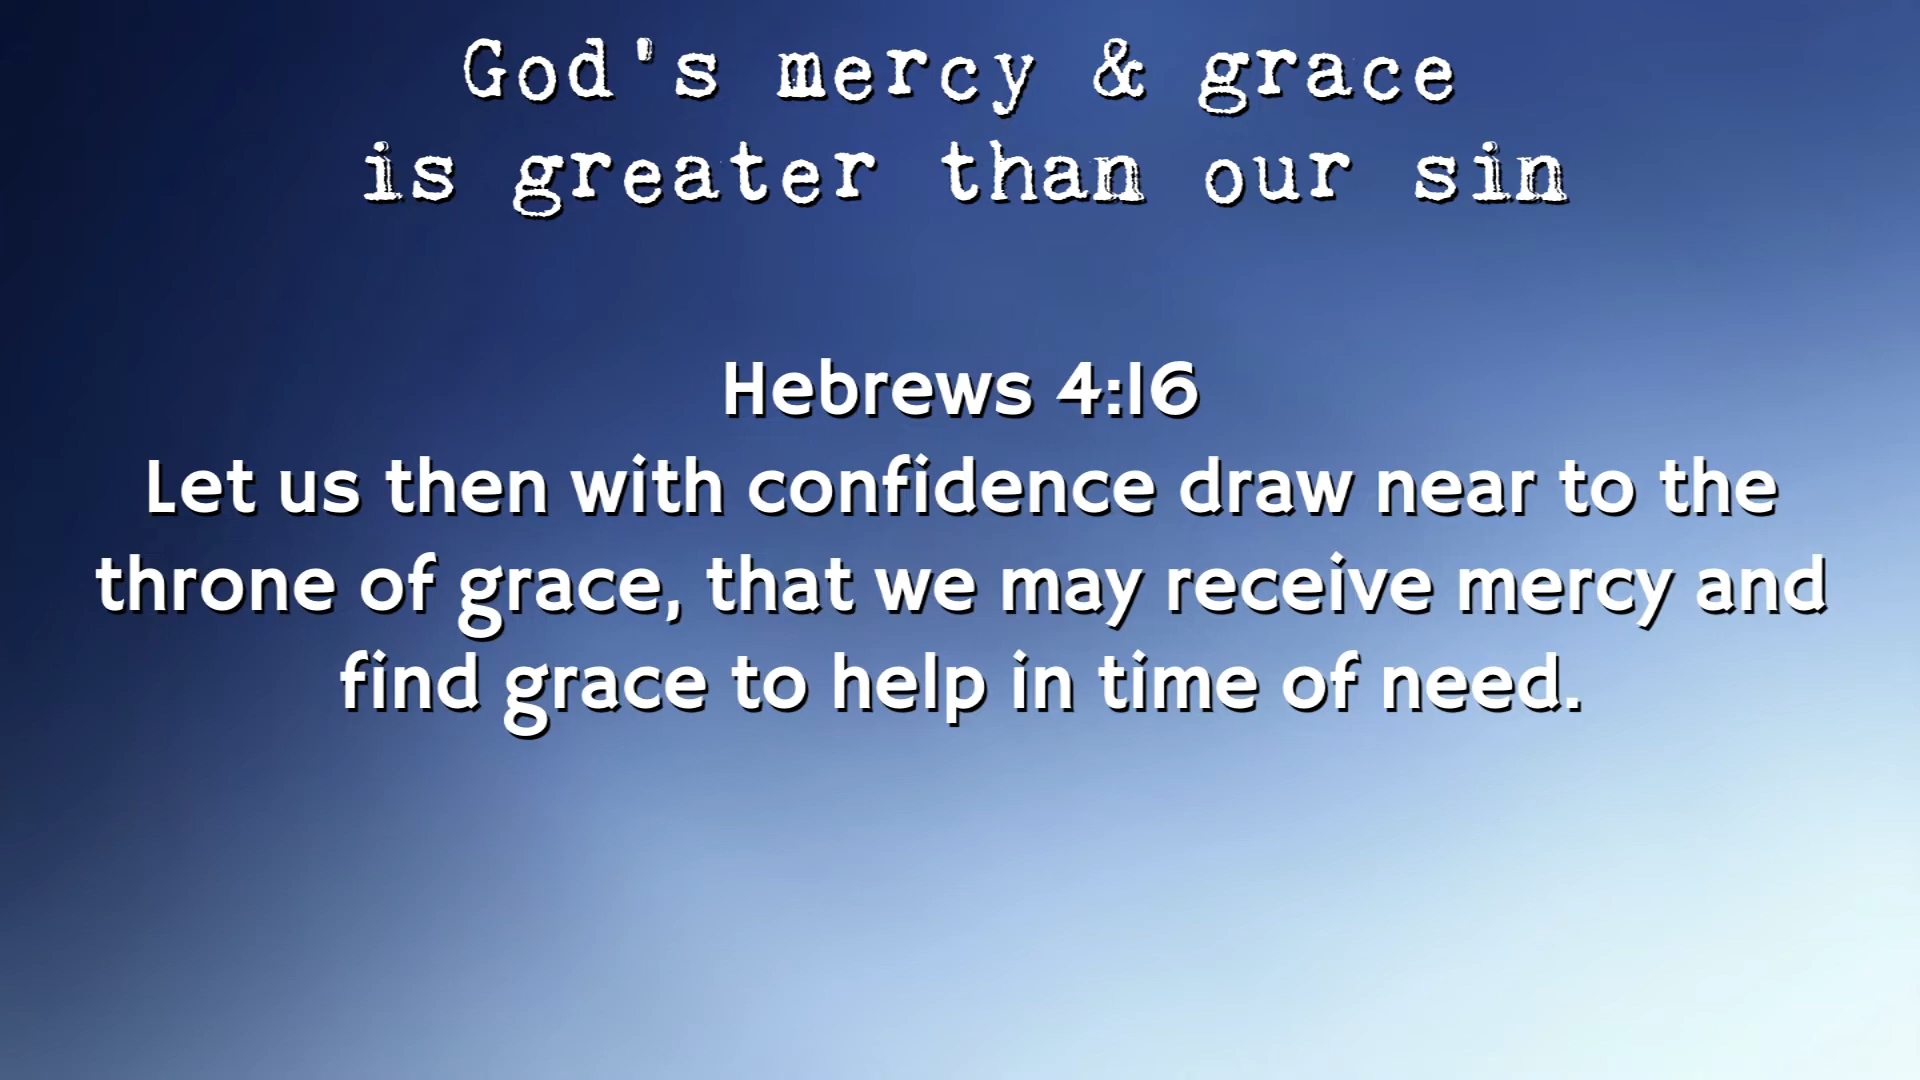 God's mercy & grace
is greater than our sin
Hebrews 4:16
Let us then with confidence draw near to the
throne of grace, that we may receive mercy and
find grace to help in time of need.